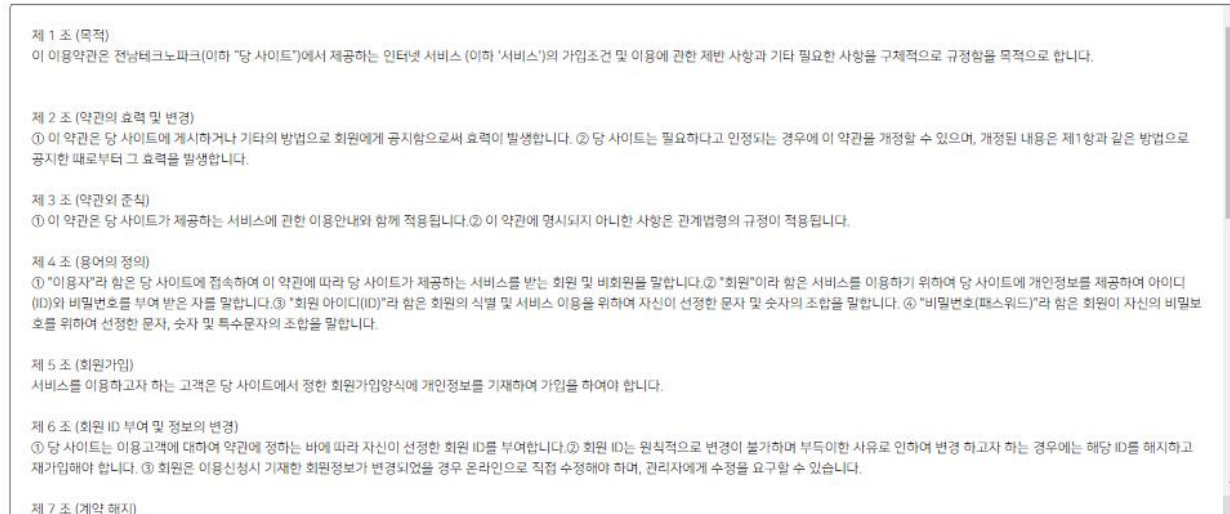 제 1 조 (목적)
이 이용약관은 전남테크노파크(이하 "당 사이트")에서 제공하는 인터넷 서비스 (이하 '서비스')의 가입조건 및 이용에 관한 제반 사항과 기타 필요한 사항을 구체적으로 규정함을 목적으로 합니다.
제 2 조 (약관의 효력 및 변경)
① 이 약관은 당 사이트에 게시하거나 기타의 방법으로 회원에게 공지함으로써 효력이 발생합니다. ② 당 사이트는 필요하다고 인정되는 경우에 이 약관을 개정할 수 있으며, 개정된 내용은 제1항과 같은 방법으로
공지한 때로부터 그 효력을 발생합니다.
제 3 조 (약관외 준칙)
① 이 약관은 당 사이트가 제공하는 서비스에 관한 이용안내와 함께 적용됩니다.② 이 약관에 명시되지 아니한 사항은 관계법령의 규정이 적용됩니다.
제 4 조 (용어의 정의)
① "이용자"라 함은 당 사이트에 접속하여 이 약관에 따라 당 사이트가 제공하는 서비스를 받는 회원 및 비회원을 말합니다.② "회원"이라 함은 서비스를 이용하기 위하여 당 사이트에 개인정보를 제공하여 아이디
(ID)와 비밀번호를 부여 받은 자를 말합니다.③ "회원 아이디(ID)"라 함은 회원의 식별 및 서비스 이용을 위하여 자신이 선정한 문자 및 숫자의 조합을 말합니다. ④ "비밀번호(패스워드)"라 함은 회원이 자신의 비밀보
호를 위하여 선정한 문자, 숫자 및 특수문자의 조합을 말합니다.
제 5 조 (회원가입)
서비스를 이용하고자 하는 고객은 당 사이트에서 정한 회원가입양식에 개인정보를 기재하여 가입을 하여야 합니다.
제 6 조 (회원 ID 부여 및 정보의 변경)
① 당 사이트는 이용고객에 대하여 약관에 정하는 바에 따라 자신이 선정한 회원 ID를 부여합니다.② 회원 ID는 원칙적으로 변경이 불가하며 부득이한 사유로 인하여 변경 하고자 하는 경우에는 해당 ID를 해지하고
재가입해야 합니다. ③ 회원은 이용신청시 기재한 회원정보가 변경되었을 경우 온라인으로 직접 수정해야 하며, 관리자에게 수정을 요구할 수 있습니다.
제 7 조 (계약 해지)